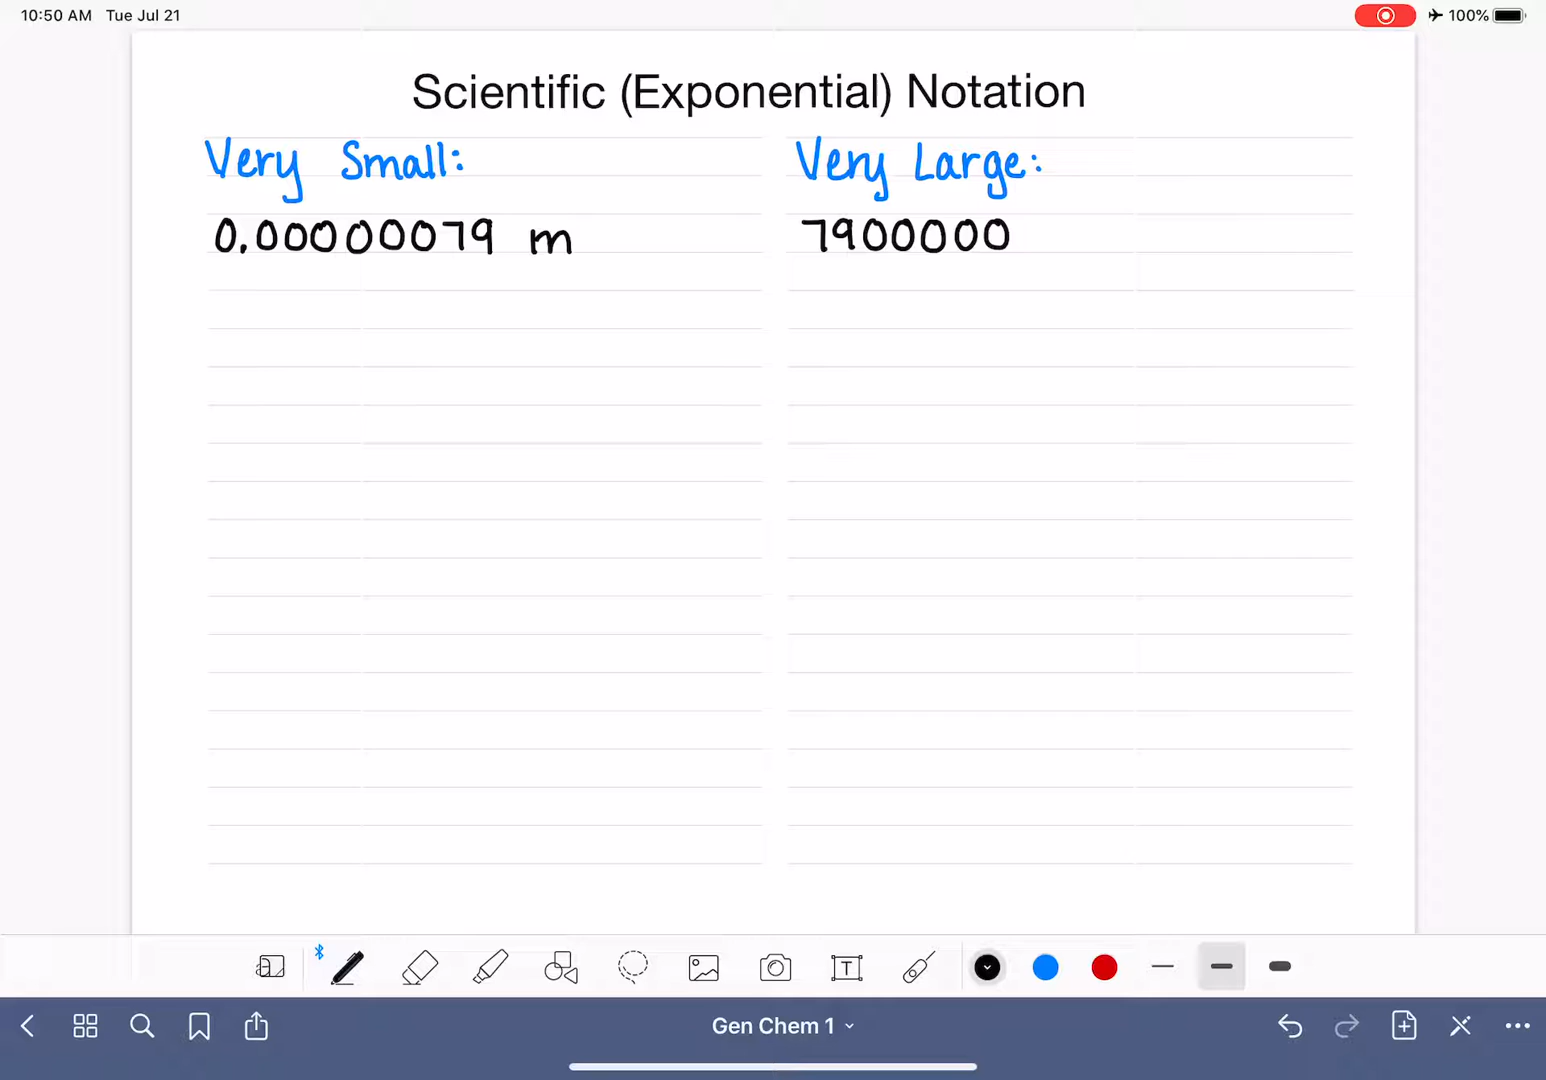 10:50 AM Tue Jul 21
100%
Scientific (Exponential) Notation
Very Small:
0.00000079 m
Very Large:
7900000
Gen Chem 1